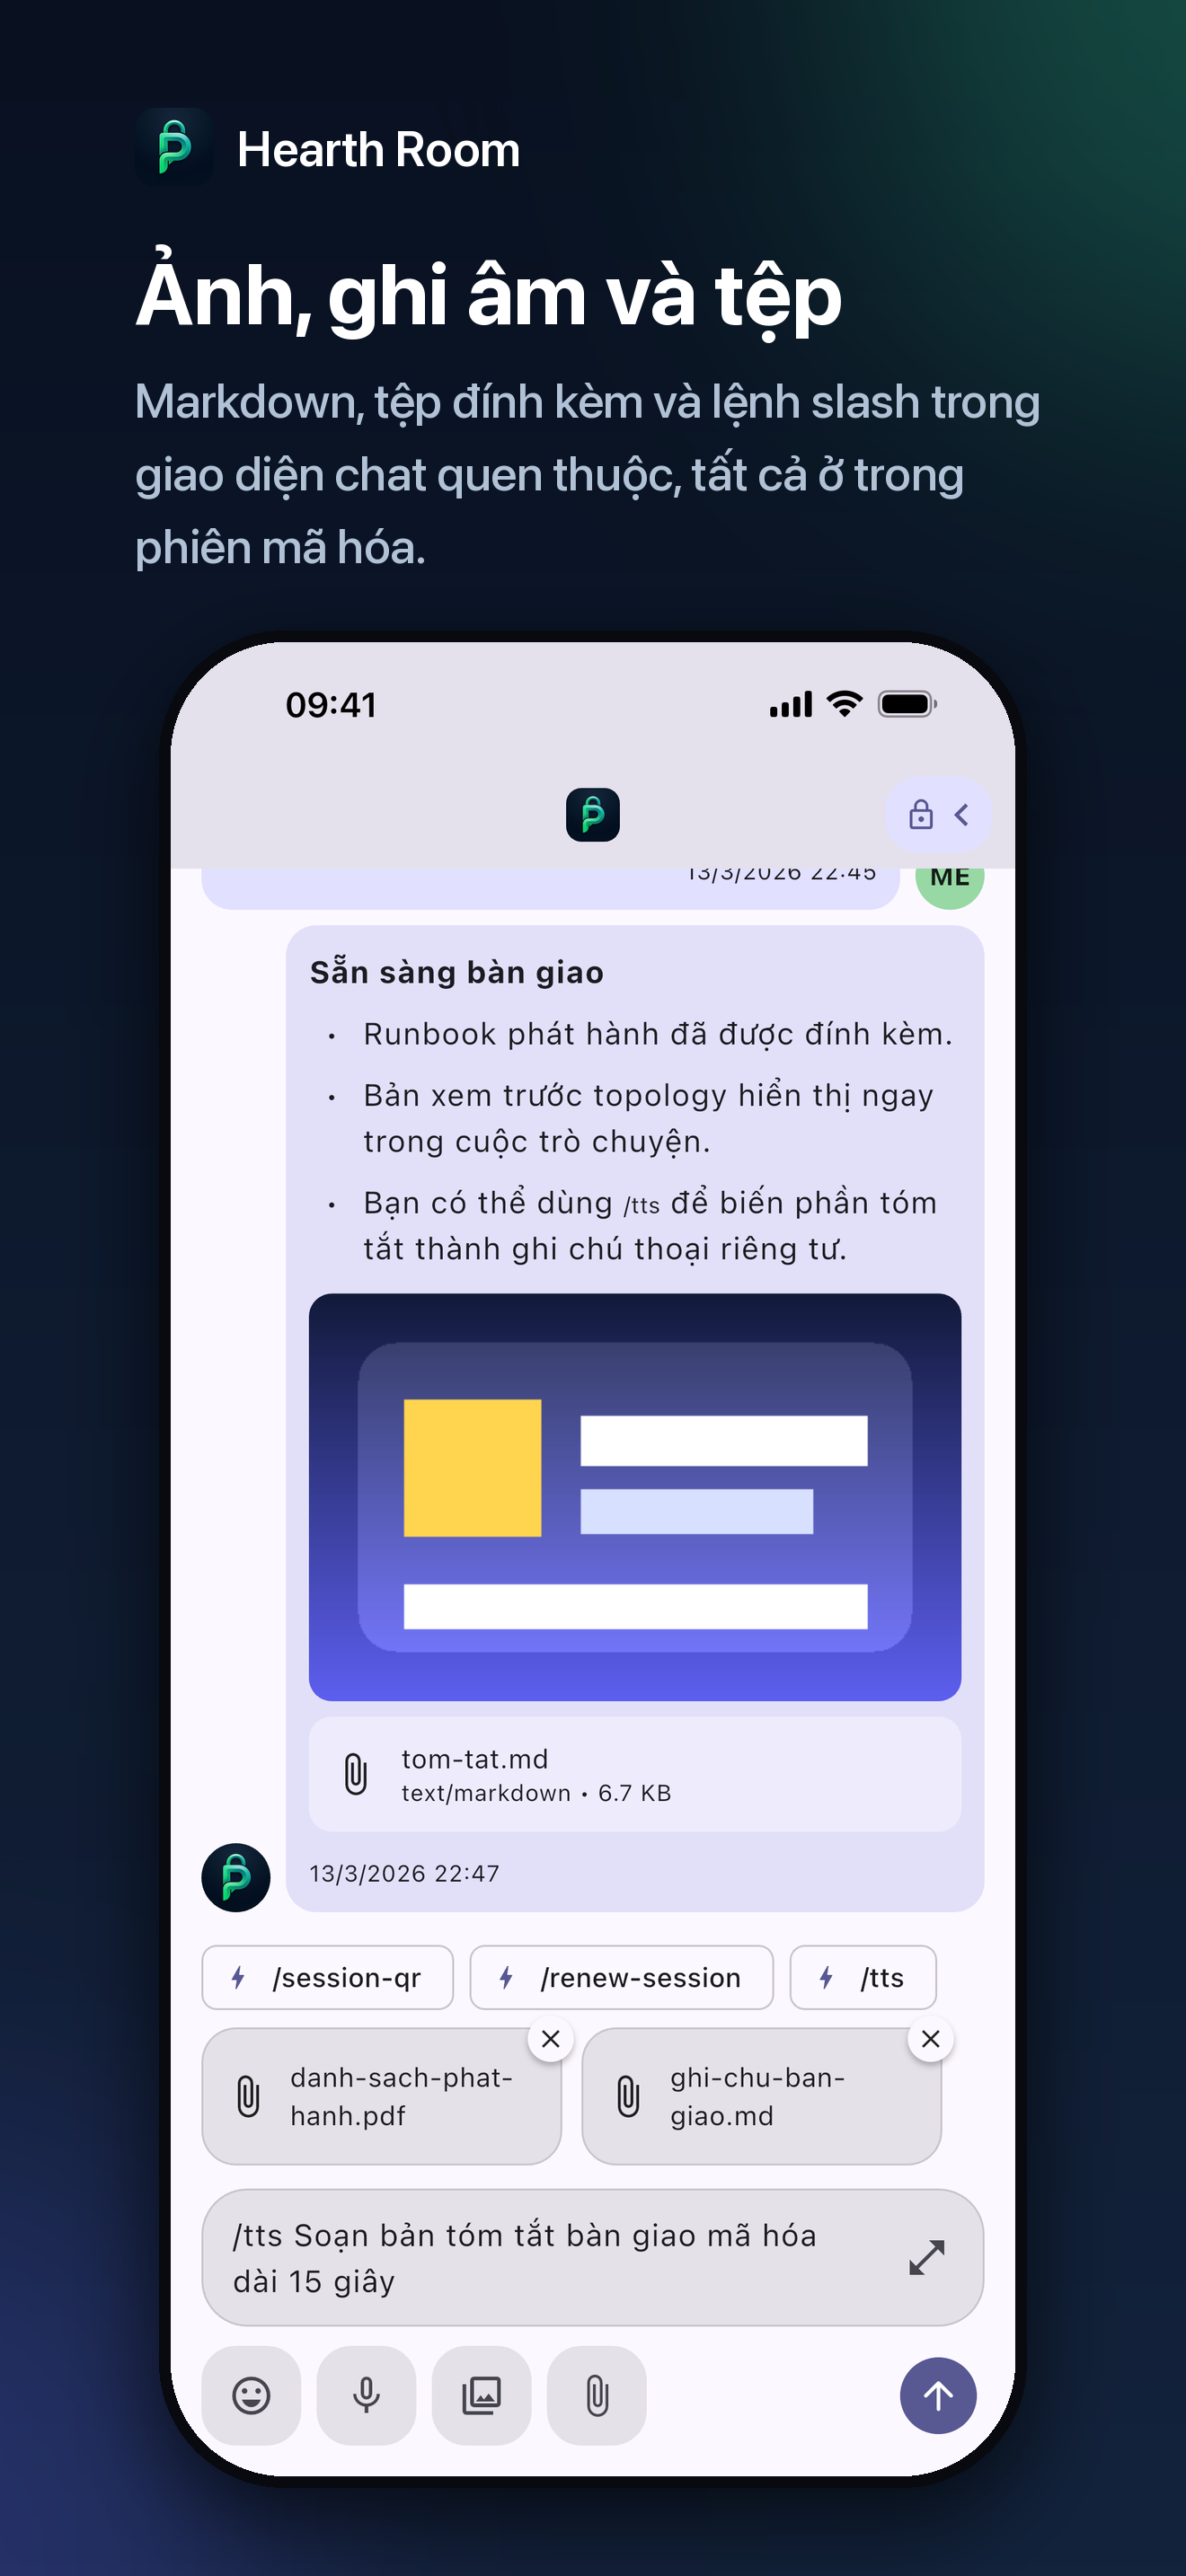 Hearth Room
Ảnh, ghi âm và tệp
Markdown, tệp đính kèm và lệnh slash trong
giao diện chat quen thuộc, tất cả ở trong
phiên mã hóa.
09:41
13/3/2026 22:45
ME
Sẵn sàng bàn giao
• Runbook phát hành đã được đính kèm.
• Bản xem trước topology hiển thị ngay
trong cuộc trò chuyện.
• Bạn có thể dùng /tts để biến phần tóm
tắt thành ghi chú thoại riêng tư.
tom-tat.md
text/markdown • 6.7 KB
13/3/2026 22:47
/session-qr
/renew-session
/tts
danh-sach-phat-
hanh.pdf
ghi-chu-ban-
giao.md
/tts Soạn bản tóm tắt bàn giao mã hóa
dài 15 giây